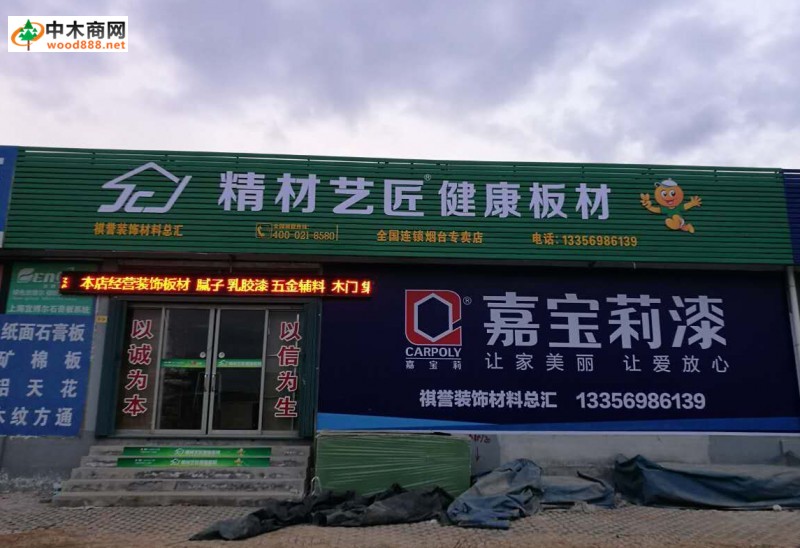 中木商网
wood888.net
精材艺匠® 健康板材
祺誉装饰材料总汇
400-021-8580
全国连锁烟台专卖店
电话: 13356986139
本店经营装饰板材 腻子 乳胶漆 五金辅料 木门
以诚为本
以信为生
纸面石膏板
矿棉板
铝天花
木纹方通
CARPOLY
嘉宝莉
®
嘉宝莉漆
让家美丽 让爱放心
祺誉装饰材料总汇 13356986139